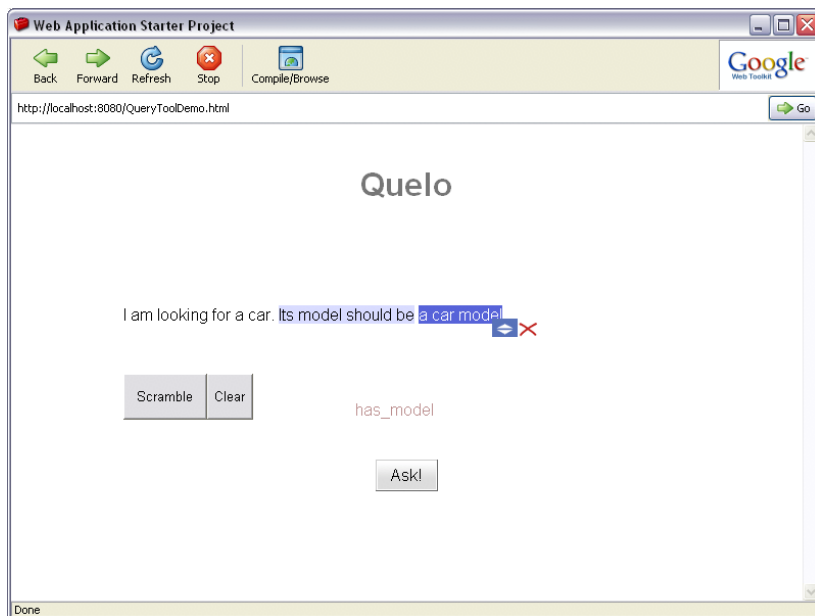 Web Application Starter Project
Back Forward Refresh Stop Compile/Browse
Google
Web Toolkit
http://localhost:8080/QueryToolDemo.html Go
Quelo
I am looking for a car. Its model should be a car model
Scramble Clear
has_model
Ask!
Done